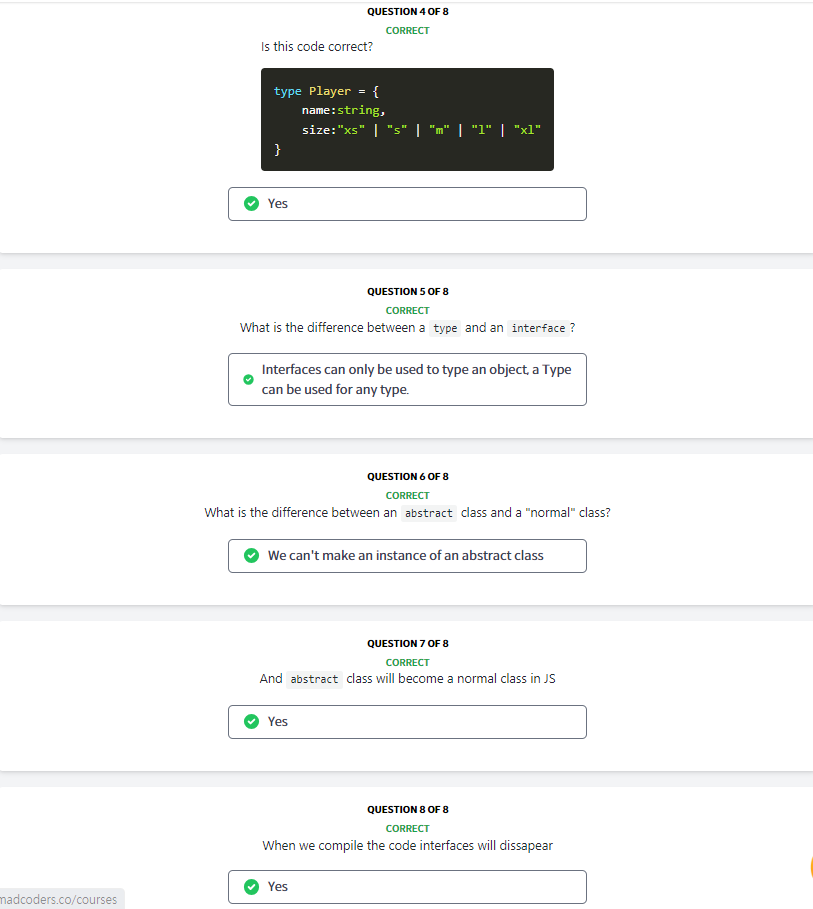 QUESTION 4 OF 8
CORRECT
Is this code correct?
type Player = {
name:string,
size:"xs" | "s" | "m" | "l" | "xl"
}
Yes
QUESTION 5 OF 8
CORRECT
What is the difference between a type and an interface ?
Interfaces can only be used to type an object, a Type
can be used for any type.
QUESTION 6 OF 8
CORRECT
What is the difference between an abstract class and a "normal" class?
We can't make an instance of an abstract class
QUESTION 7 OF 8
CORRECT
And abstract class will become a normal class in JS
Yes
QUESTION 8 OF 8
CORRECT
When we compile the code interfaces will dissapear
Yes
madcoders.co/courses